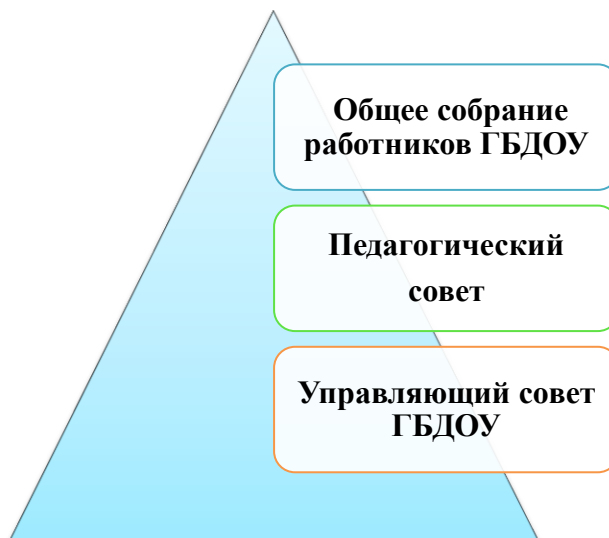 Общее собрание
работников ГБДОУ
Педагогический
совет
Управляющий совет
ГБДОУ